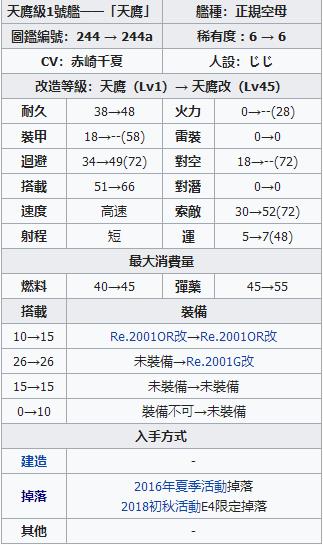 天鷹級1號艦——「天鷹」 艦種：正規空母
圖鑑編號：244 → 244a 稀有度：6 → 6
CV：赤崎千夏 人設：じじ
改造等級：天鷹（Lv1）→ 天鷹改（Lv45）
耐久 38→48 火力 0→--(28)
裝甲 18→--(58) 雷裝 0→0
迴避 34→49(72) 對空 18→--(72)
搭載 51→66 對潛 0→0
速度 高速 索敵 30→52(72)
射程 短 運 5→7(48)
最大消費量
燃料 40→45 彈藥 45→55
搭載 裝備
10→15 Re.2001OR改→Re.2001OR改
26→26 未裝備→Re.2001G改
15→15 未裝備→未裝備
0→10 裝備不可→未裝備
入手方式
建造 -
掉落 2016年夏季活動掉落
2018初秋活動E4限定掉落
其他 -